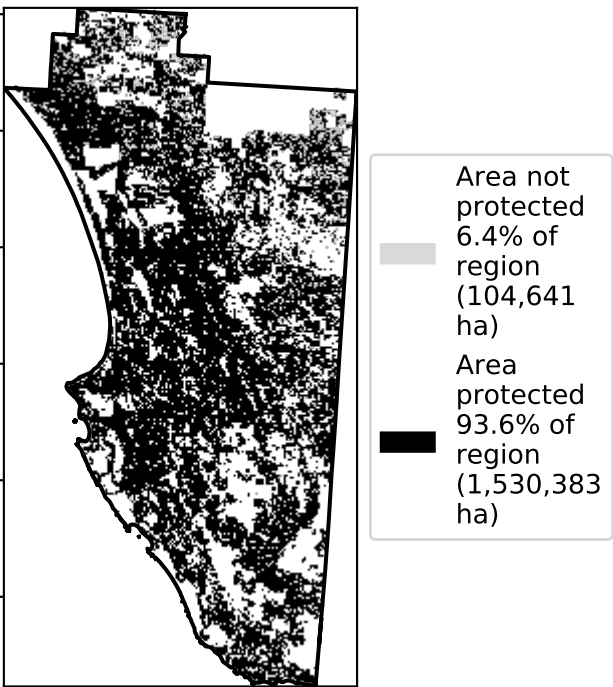 Area not
protected
6.4% of
region
(104,641
ha)
Area
protected
93.6% of
region
(1,530,383
ha)